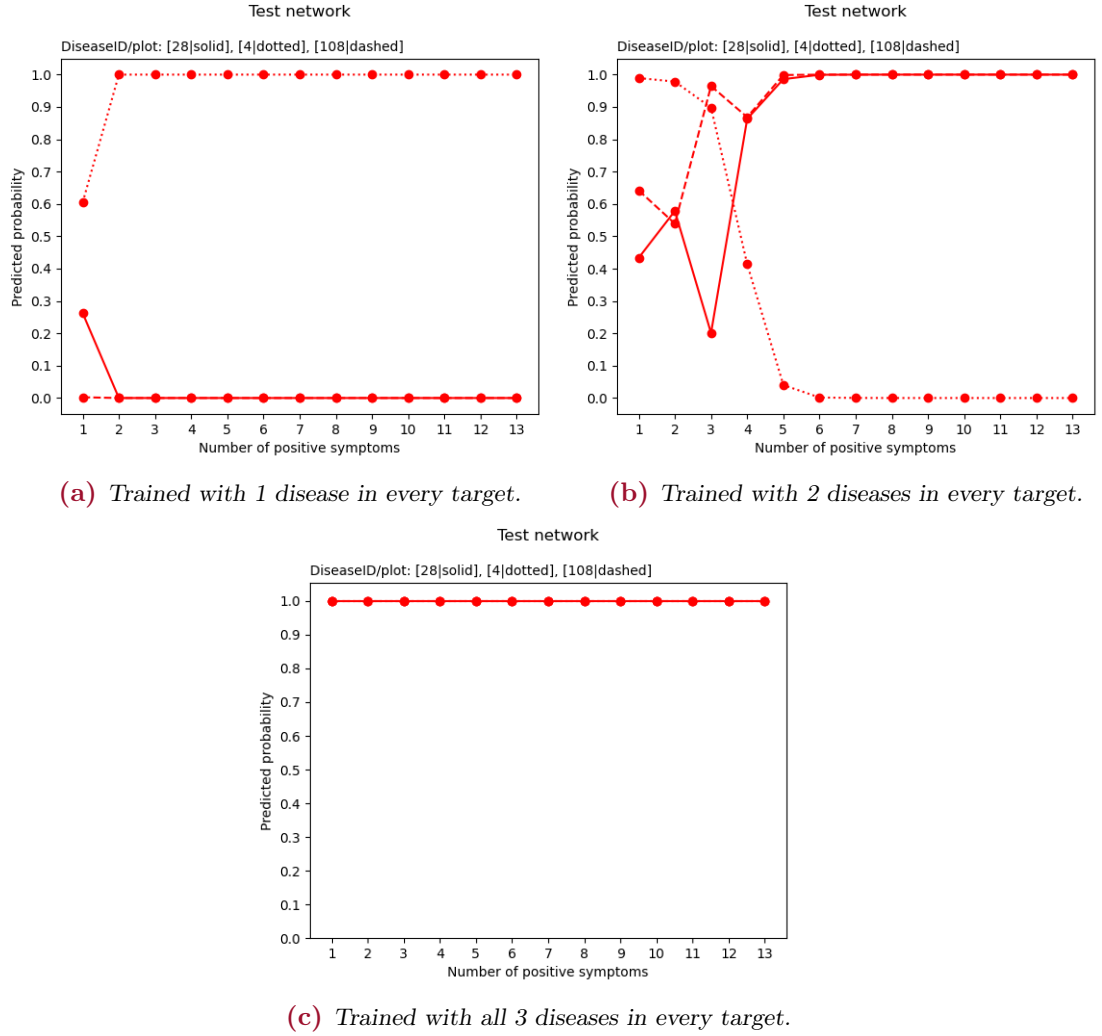 Test network
DiseaseID/plot: [28|solid], [4|dotted], [108|dashed]
1.0
0.9
0.8
0.7
0.6
0.5
0.4
0.3
0.2
0.1
0.0
Predicted probability
1 2 3 4 5 6 7 8 9 10 11 12 13
Number of positive symptoms
(a) Trained with 1 disease in every target.
Test network
DiseaseID/plot: [28|solid], [4|dotted], [108|dashed]
1.0
0.9
0.8
0.7
0.6
0.5
0.4
0.3
0.2
0.1
0.0
Predicted probability
1 2 3 4 5 6 7 8 9 10 11 12 13
Number of positive symptoms
(b) Trained with 2 diseases in every target.
Test network
DiseaseID/plot: [28|solid], [4|dotted], [108|dashed]
1.0
0.9
0.8
0.7
0.6
0.5
0.4
0.3
0.2
0.1
0.0
Predicted probability
1 2 3 4 5 6 7 8 9 10 11 12 13
Number of positive symptoms
(c) Trained with all 3 diseases in every target.